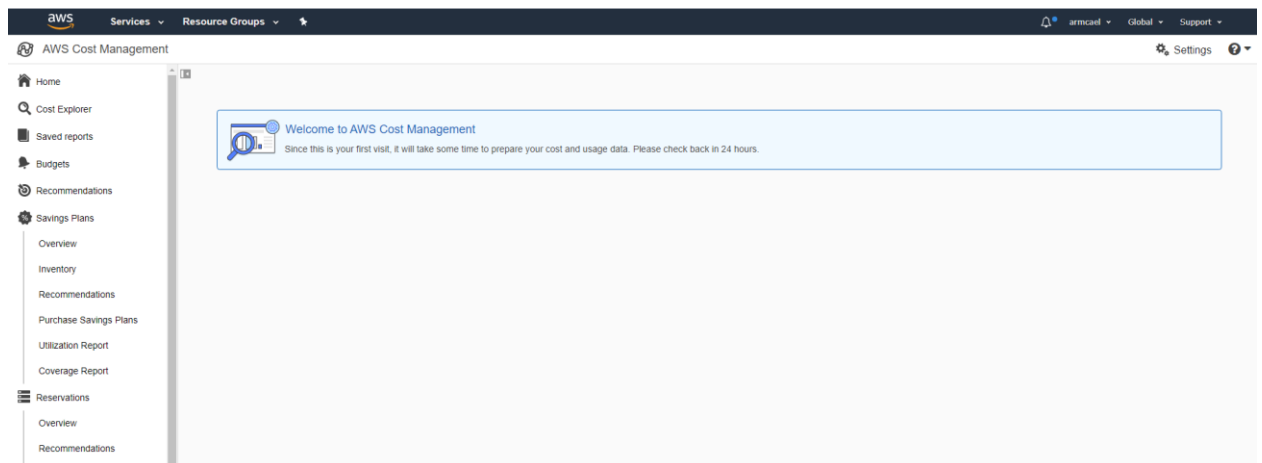 aws Services Resource Groups armcael Global Support
AWS Cost Management Settings
Home
Cost Explorer
Saved reports
Budgets
Recommendations
Savings Plans
Overview
Inventory
Recommendations
Purchase Savings Plans
Utilization Report
Coverage Report
Reservations
Overview
Recommendations
Welcome to AWS Cost Management
Since this is your first visit, it will take some time to prepare your cost and usage data. Please check back in 24 hours.